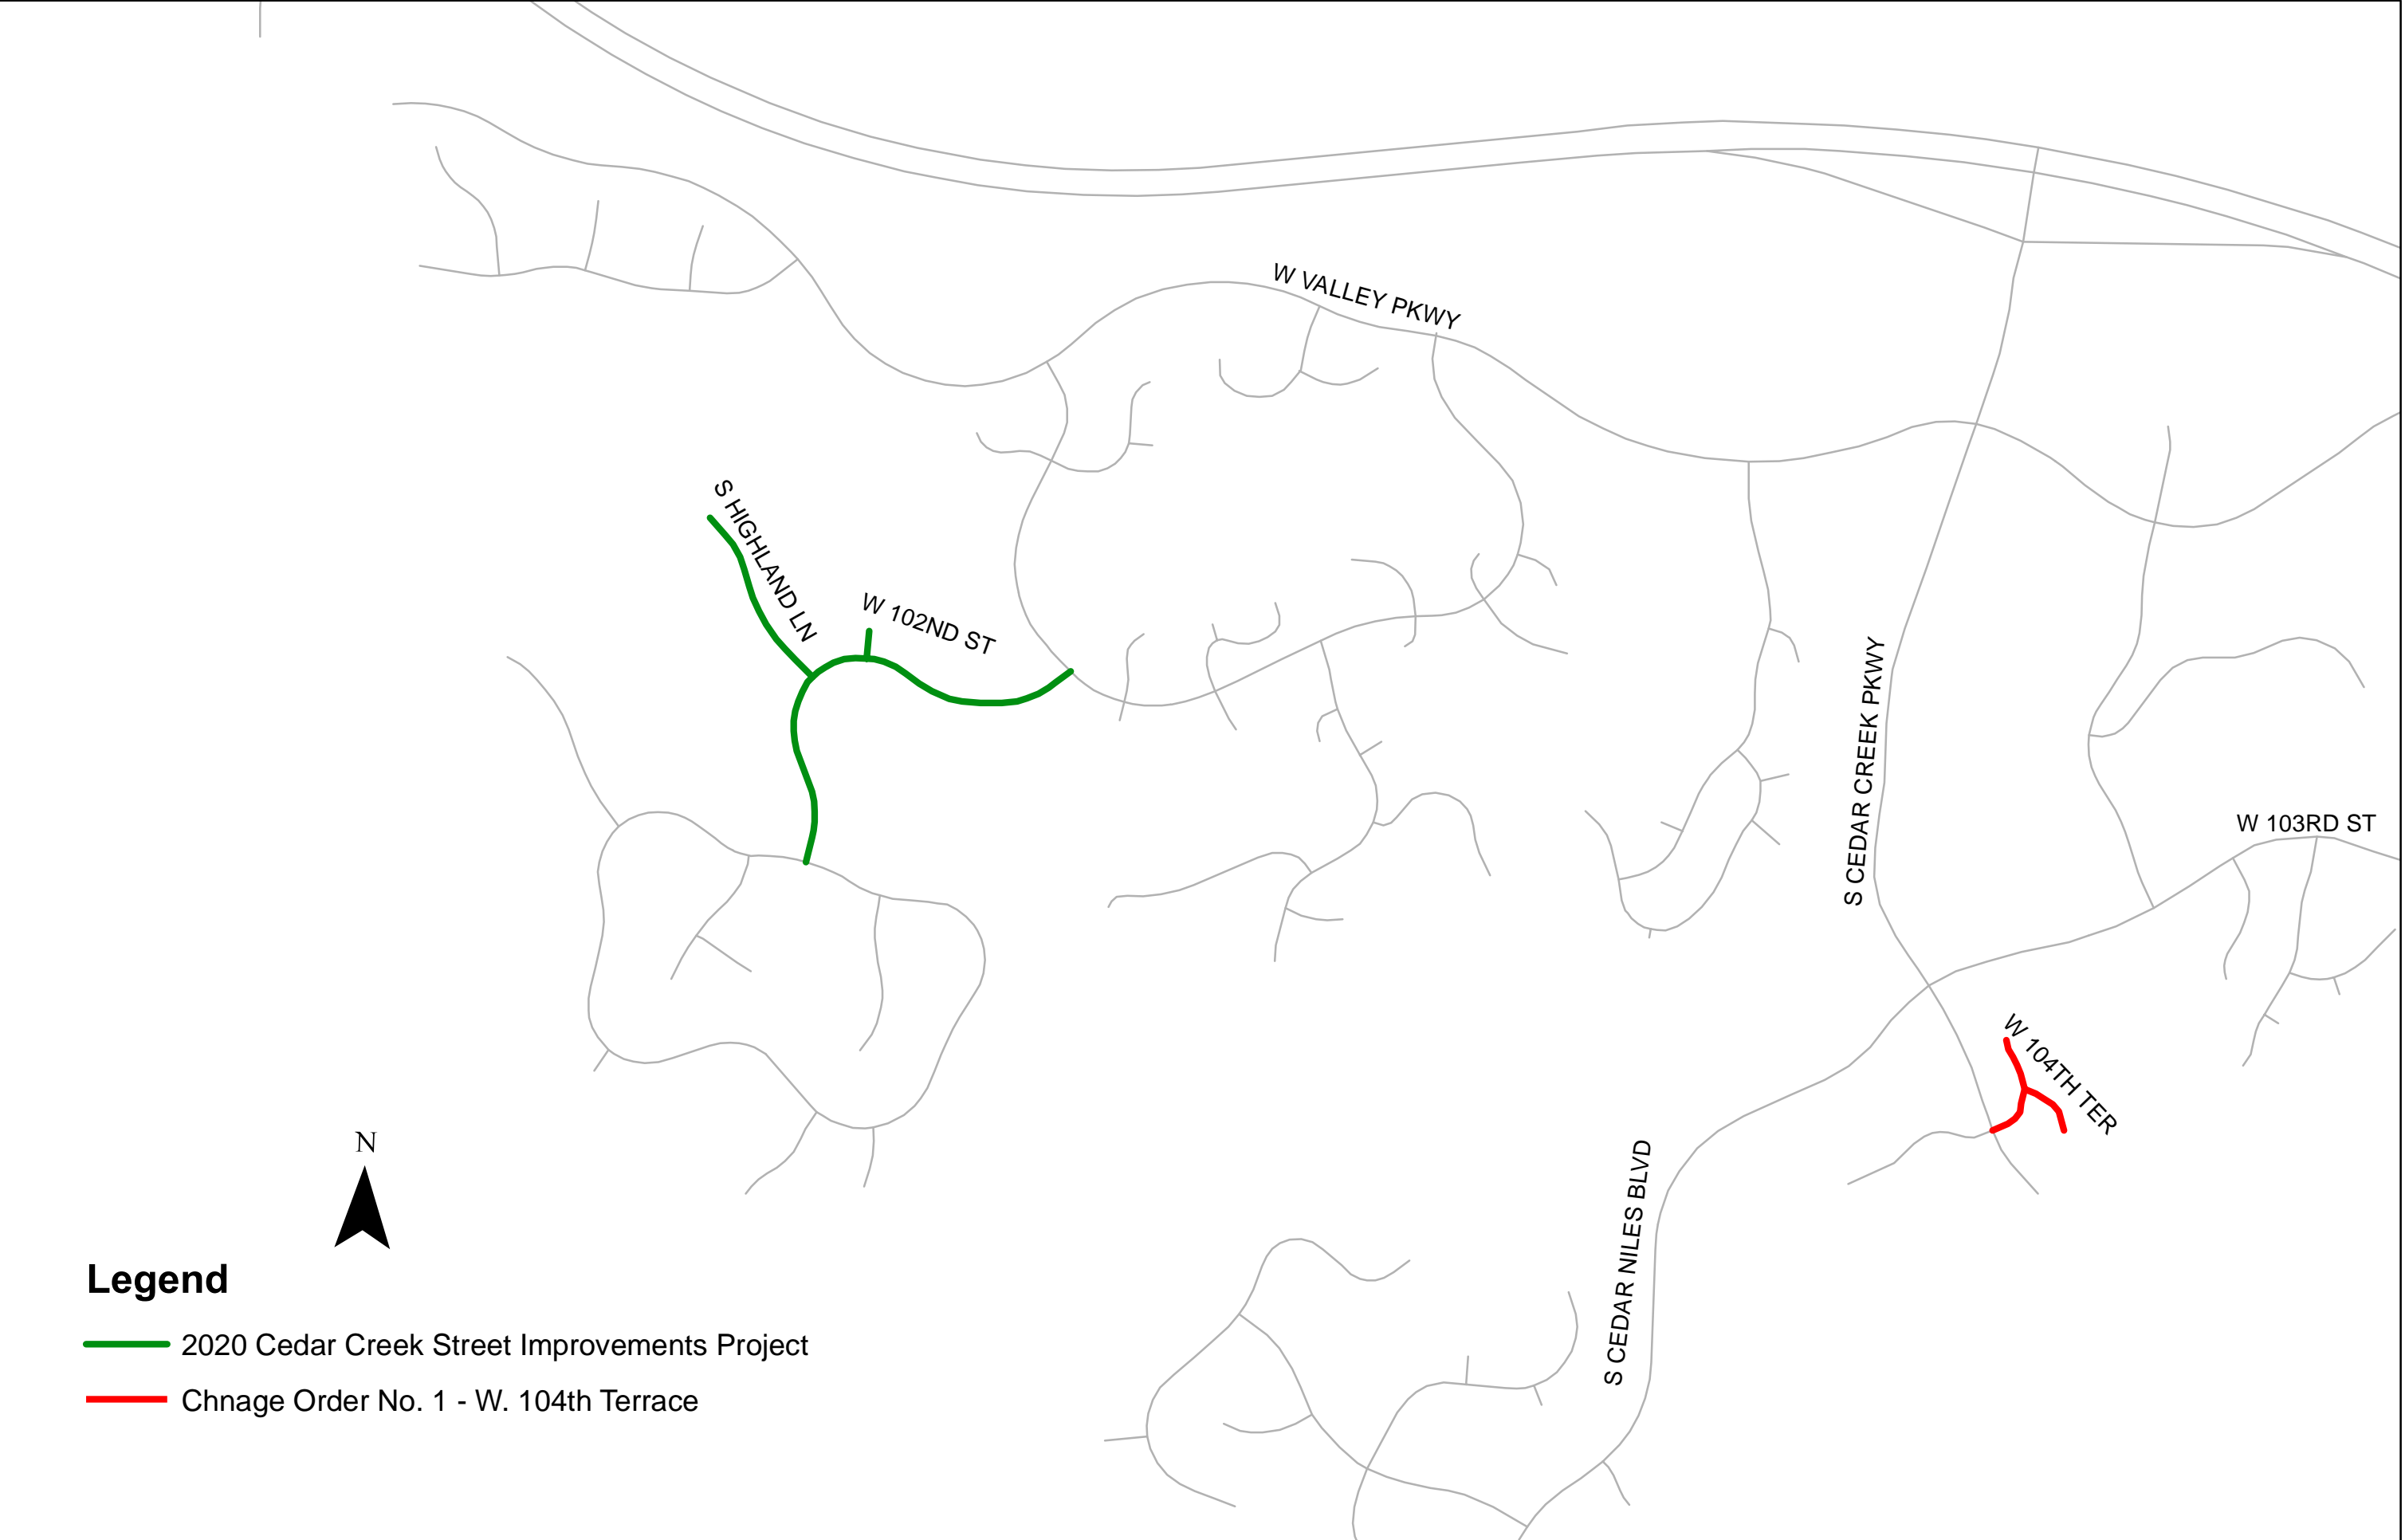 W VALLEY PKWY
S HIGHLAND LN
W 102ND ST
S CEDAR CREEK PKWY
W 103RD ST
W 104TH TER
S CEDAR NILES BLVD
N
Legend
2020 Cedar Creek Street Improvements Project
Chnage Order No. 1 - W. 104th Terrace